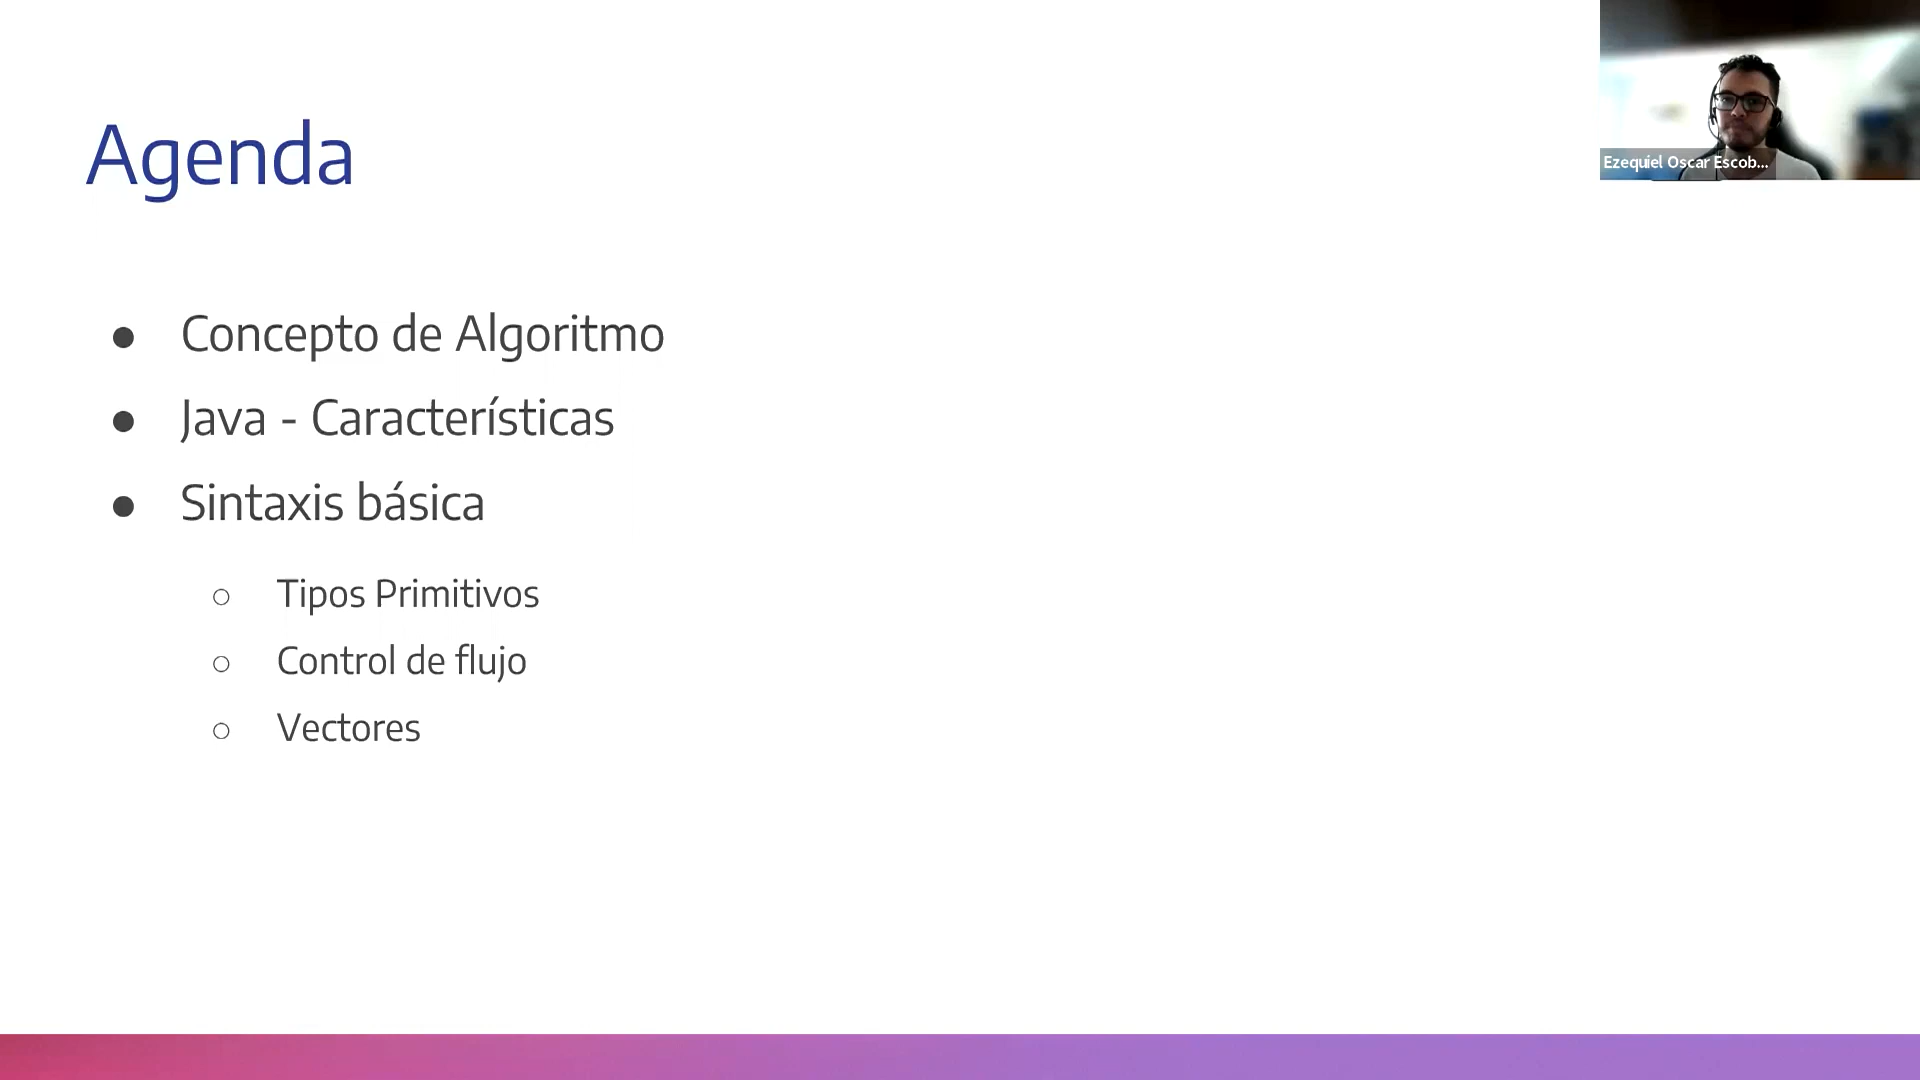 Agenda
Ezequiel Oscar Escob...
● Concepto de Algoritmo
● Java - Características
● Sintaxis básica
○ Tipos Primitivos
○ Control de flujo
○ Vectores